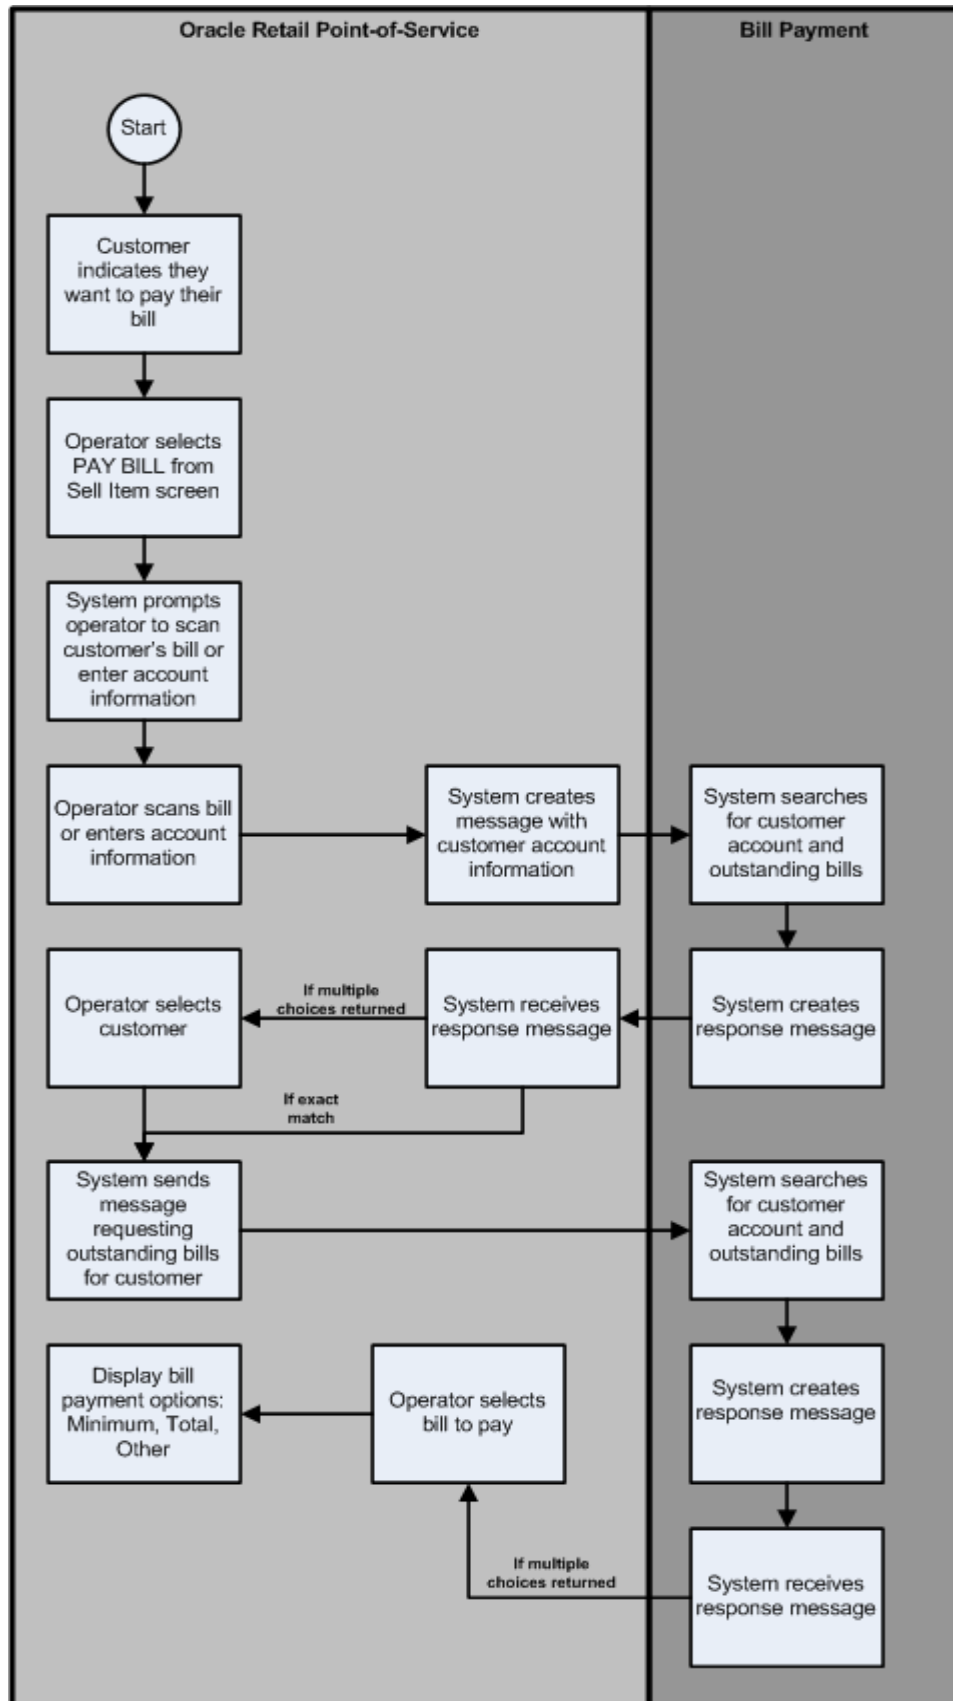 Oracle Retail Point-of-Service
Bill Payment
Start
Customer
indicates they
want to pay their
bill
Operator selects
PAY BILL from
Sell Item screen
System prompts
operator to scan
customer's bill or
enter account
information
Operator scans bill
or enters account
information
System creates
message with
customer account
information
System searches
for customer
account and
outstanding bills
Operator selects
customer
If multiple
choices returned
System receives
response message
System creates
response message
If exact
match
System sends
message
requesting
outstanding bills
for customer
System searches
for customer
account and
outstanding bills
Display bill
payment options:
Minimum, Total,
Other
Operator selects
bill to pay
System creates
response message
If multiple
choices returned
System receives
response message